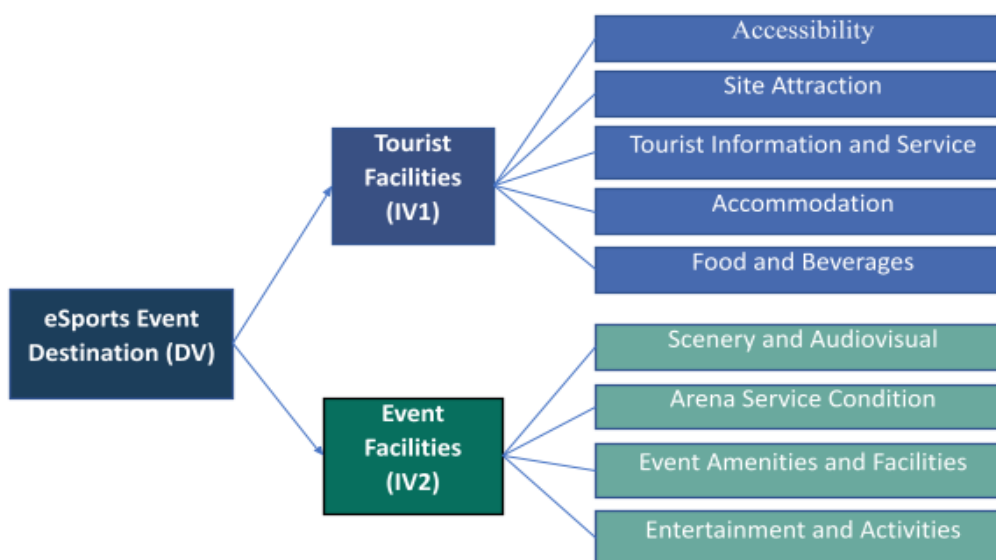 Accessibility
Site Attraction
Tourist Information and Service
Accommodation
Food and Beverages
Tourist
Facilities
(IV1)
eSports Event
Destination (DV)
Scenery and Audiovisual
Arena Service Condition
Event Amenities and Facilities
Entertainment and Activities
Event
Facilities
(IV2)